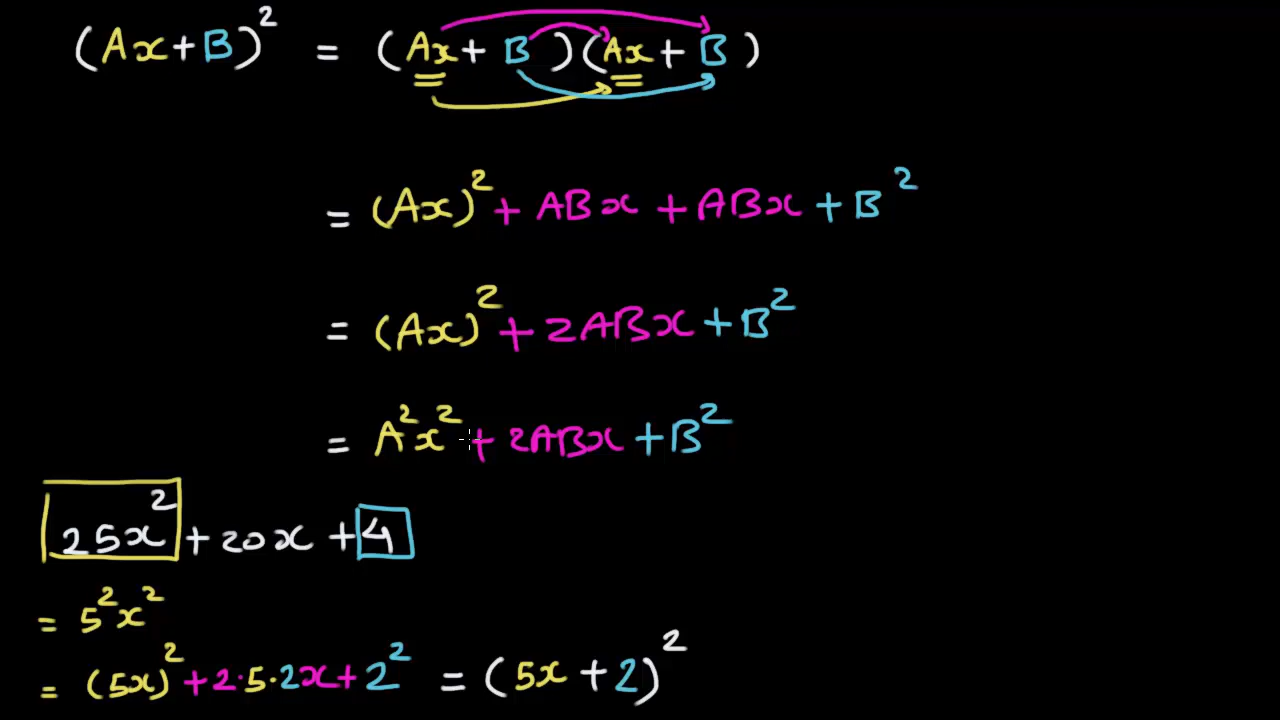 (Ax+B)² = (Ax+B)(Ax+B)
= (Ax)² + ABx + ABx + B²
= (Ax)² + 2ABx + B²
= A²x² + 2ABx + B²
25x² + 20x + 4
= 5²x²
= (5x)² + 2·5·2x + 2² = (5x + 2)²